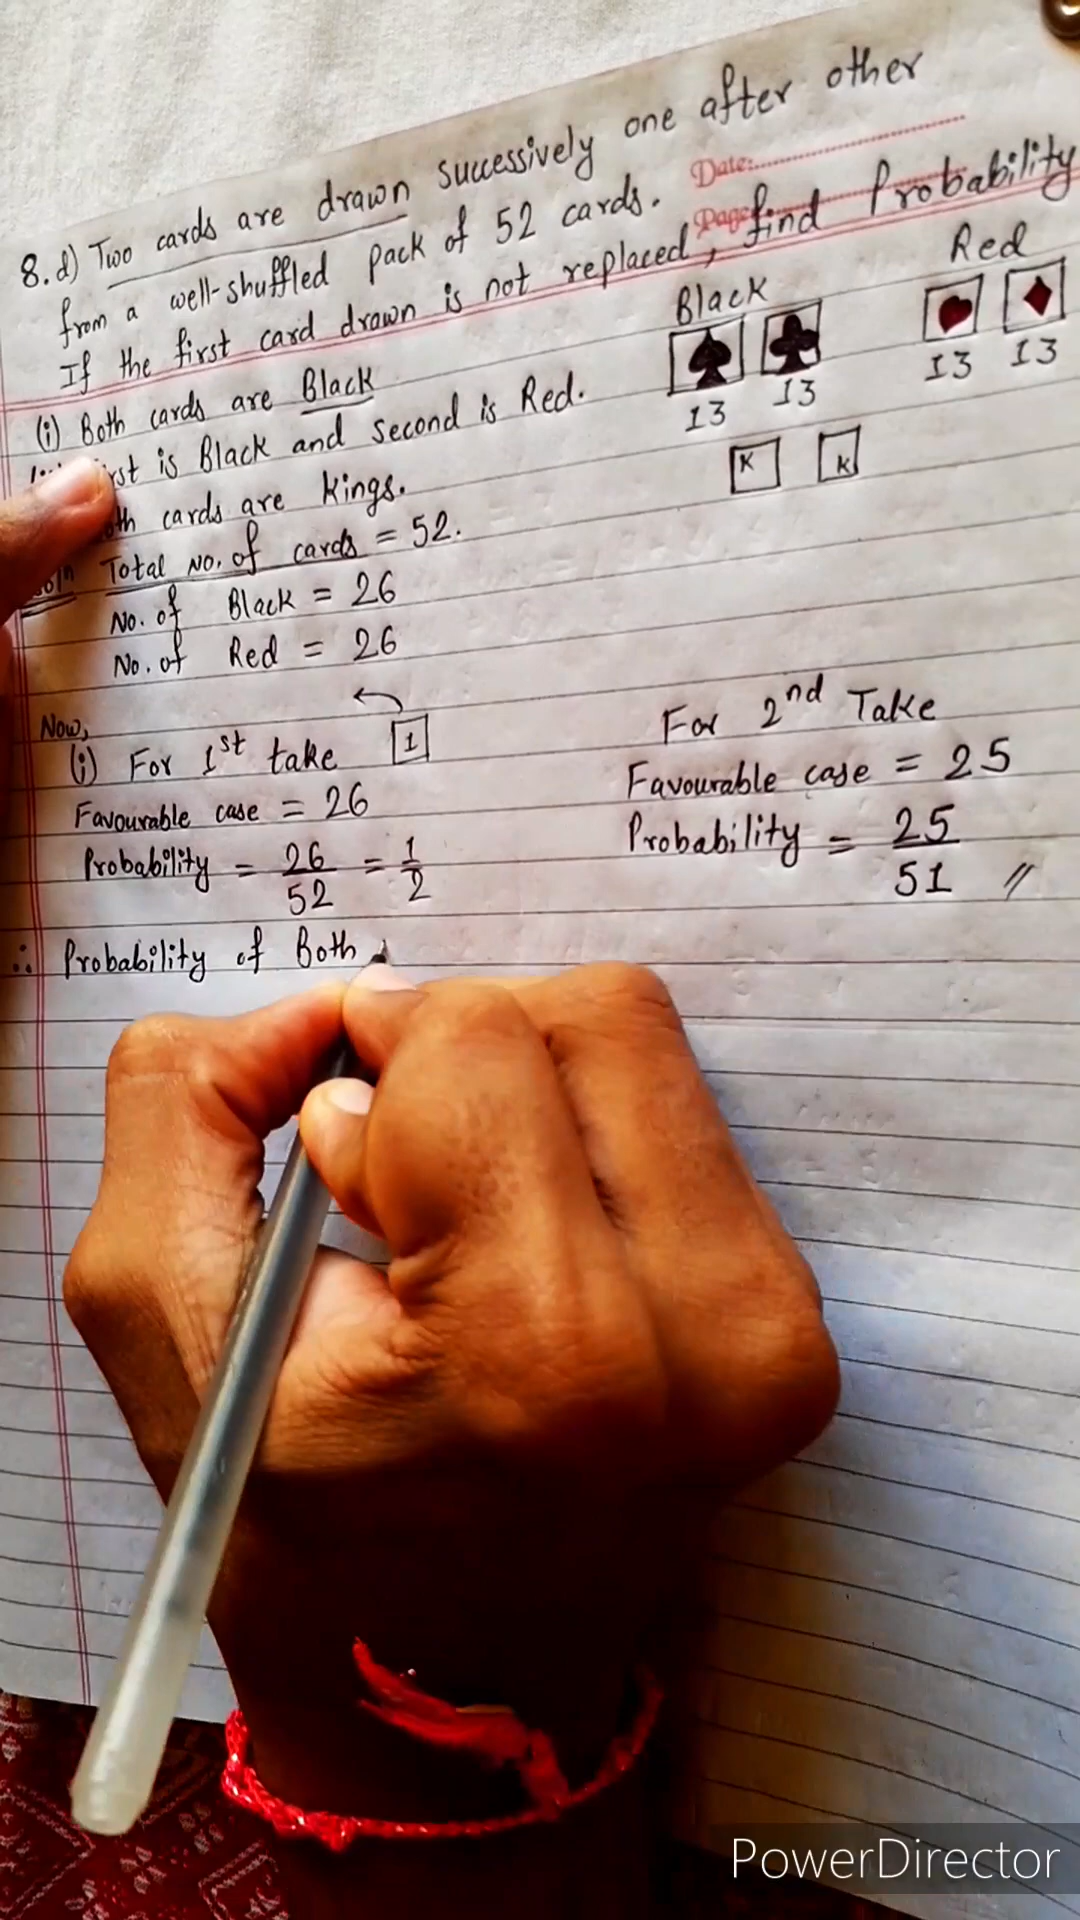 8.d) Two cards are drawn successively one after other
Date:
from a well-shuffled pack of 52 cards.
Page
If the first card drawn is not replaced, find Probability
Black
Red
13 13
13 13
(i) Both cards are Black
is Black and second is Red.
K K
cards are Kings.
Total No. of cards = 52.
No. of Black = 26
No. of Red = 26
Now,
(i) For 1st take 1
For 2nd Take
Favourable case = 26
Favourable case = 25
Probability = 26/52 = 1/2
Probability = 25/51 //
∴ Probability of Both
PowerDirector